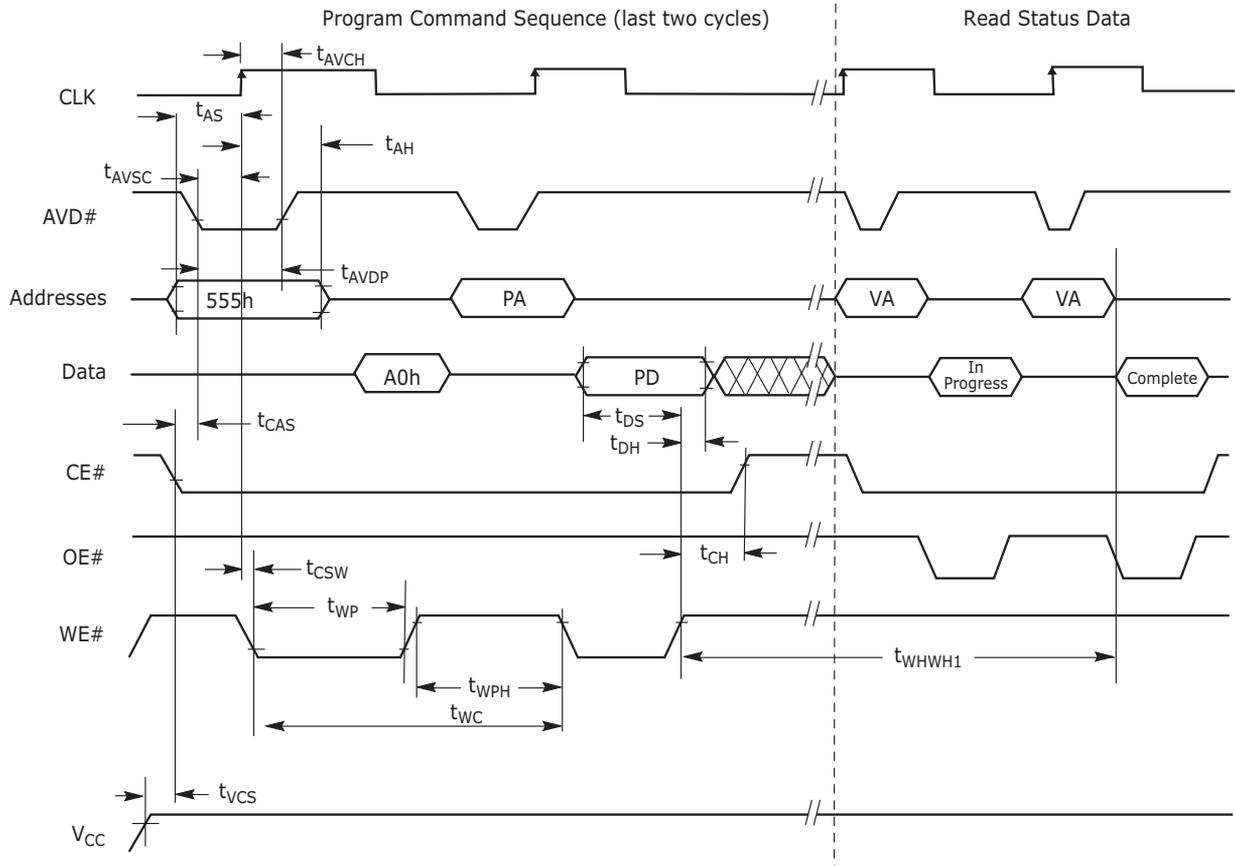 Program Command Sequence (last two cycles)
Read Status Data
tAVCH
CLK
tAS
tAH
tAVSC
AVD#
tAVDP
Addresses
555h
PA
VA
VA
Data
A0h
PD
In
Progress
Complete
tCAS
tDS
tDH
CE#
OE#
tCH
tCSW
tWP
WE#
tWHWH1
tWPH
tWC
tVCS
VCC